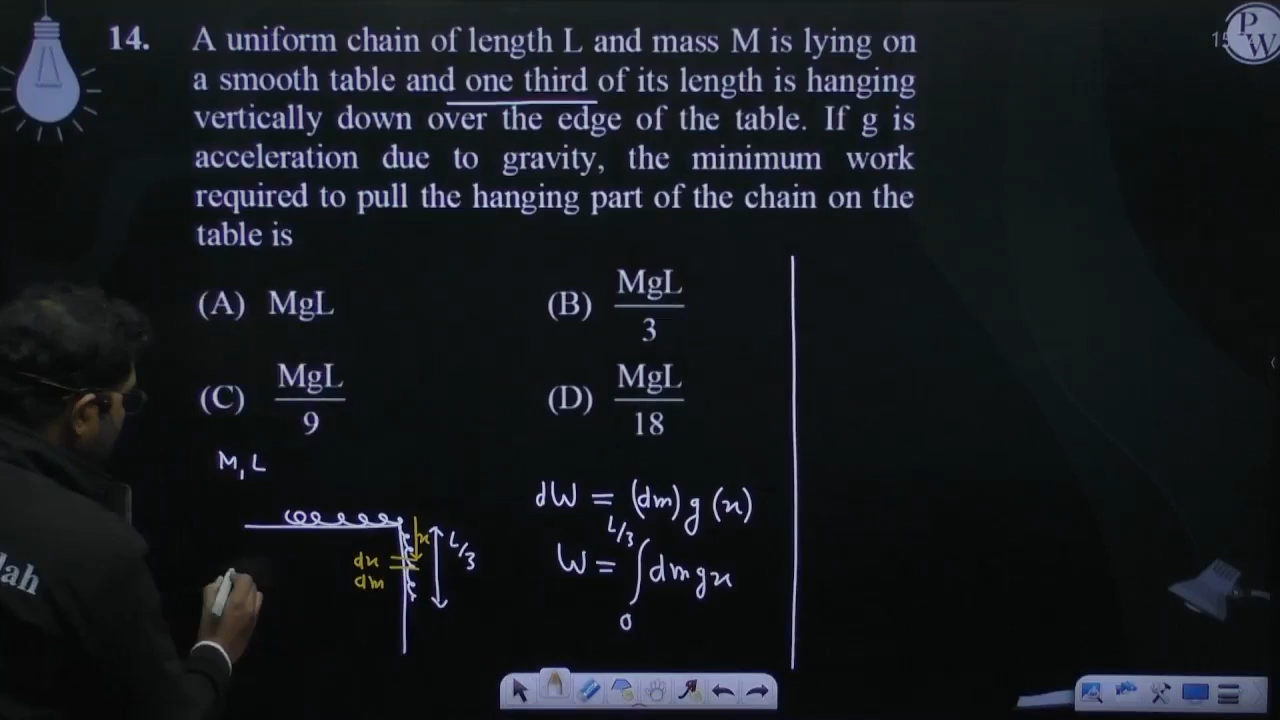 14. A uniform chain of length L and mass M is lying on
a smooth table and one third of its length is hanging
vertically down over the edge of the table. If g is
acceleration due to gravity, the minimum work
required to pull the hanging part of the chain on the
table is
(A) MgL
(B) MgL/3
(C) MgL/9
(D) MgL/18
M, L
x
L/3
dx
dm
dW = (dm) g (x)
W = ∫₀^{L/3} dm g x
PW
lah